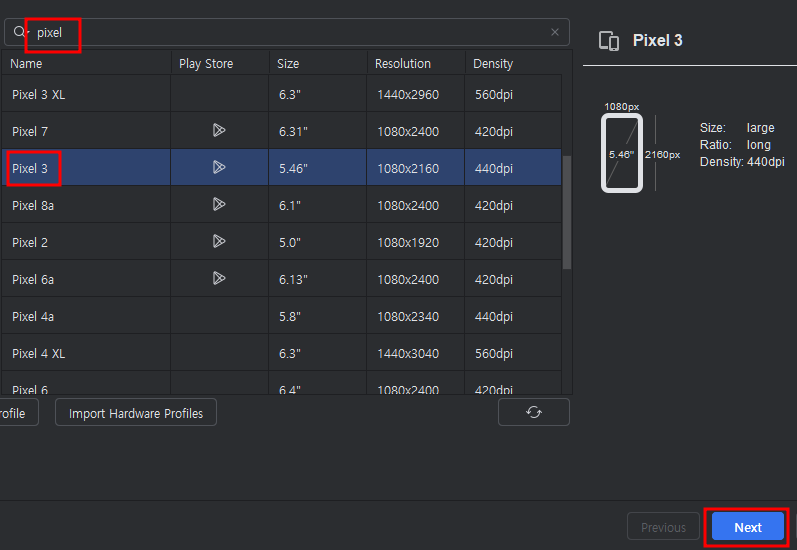 pixel
Pixel 3
Name Play Store Size Resolution Density
Pixel 3 XL 6.3" 1440x2960 560dpi
Pixel 7 6.31" 1080x2400 420dpi
Pixel 3 5.46" 1080x2160 440dpi
Pixel 8a 6.1" 1080x2400 420dpi
Pixel 2 5.0" 1080x1920 420dpi
Pixel 6a 6.13" 1080x2400 420dpi
Pixel 4a 5.8" 1080x2340 440dpi
Pixel 4 XL 6.3" 1440x3040 560dpi
Pixel 6 6.4" 1080x2400 420dpi
1080px
5.46" 2160px
Size: large
Ratio: long
Density: 440dpi
rofile Import Hardware Profiles
Previous Next